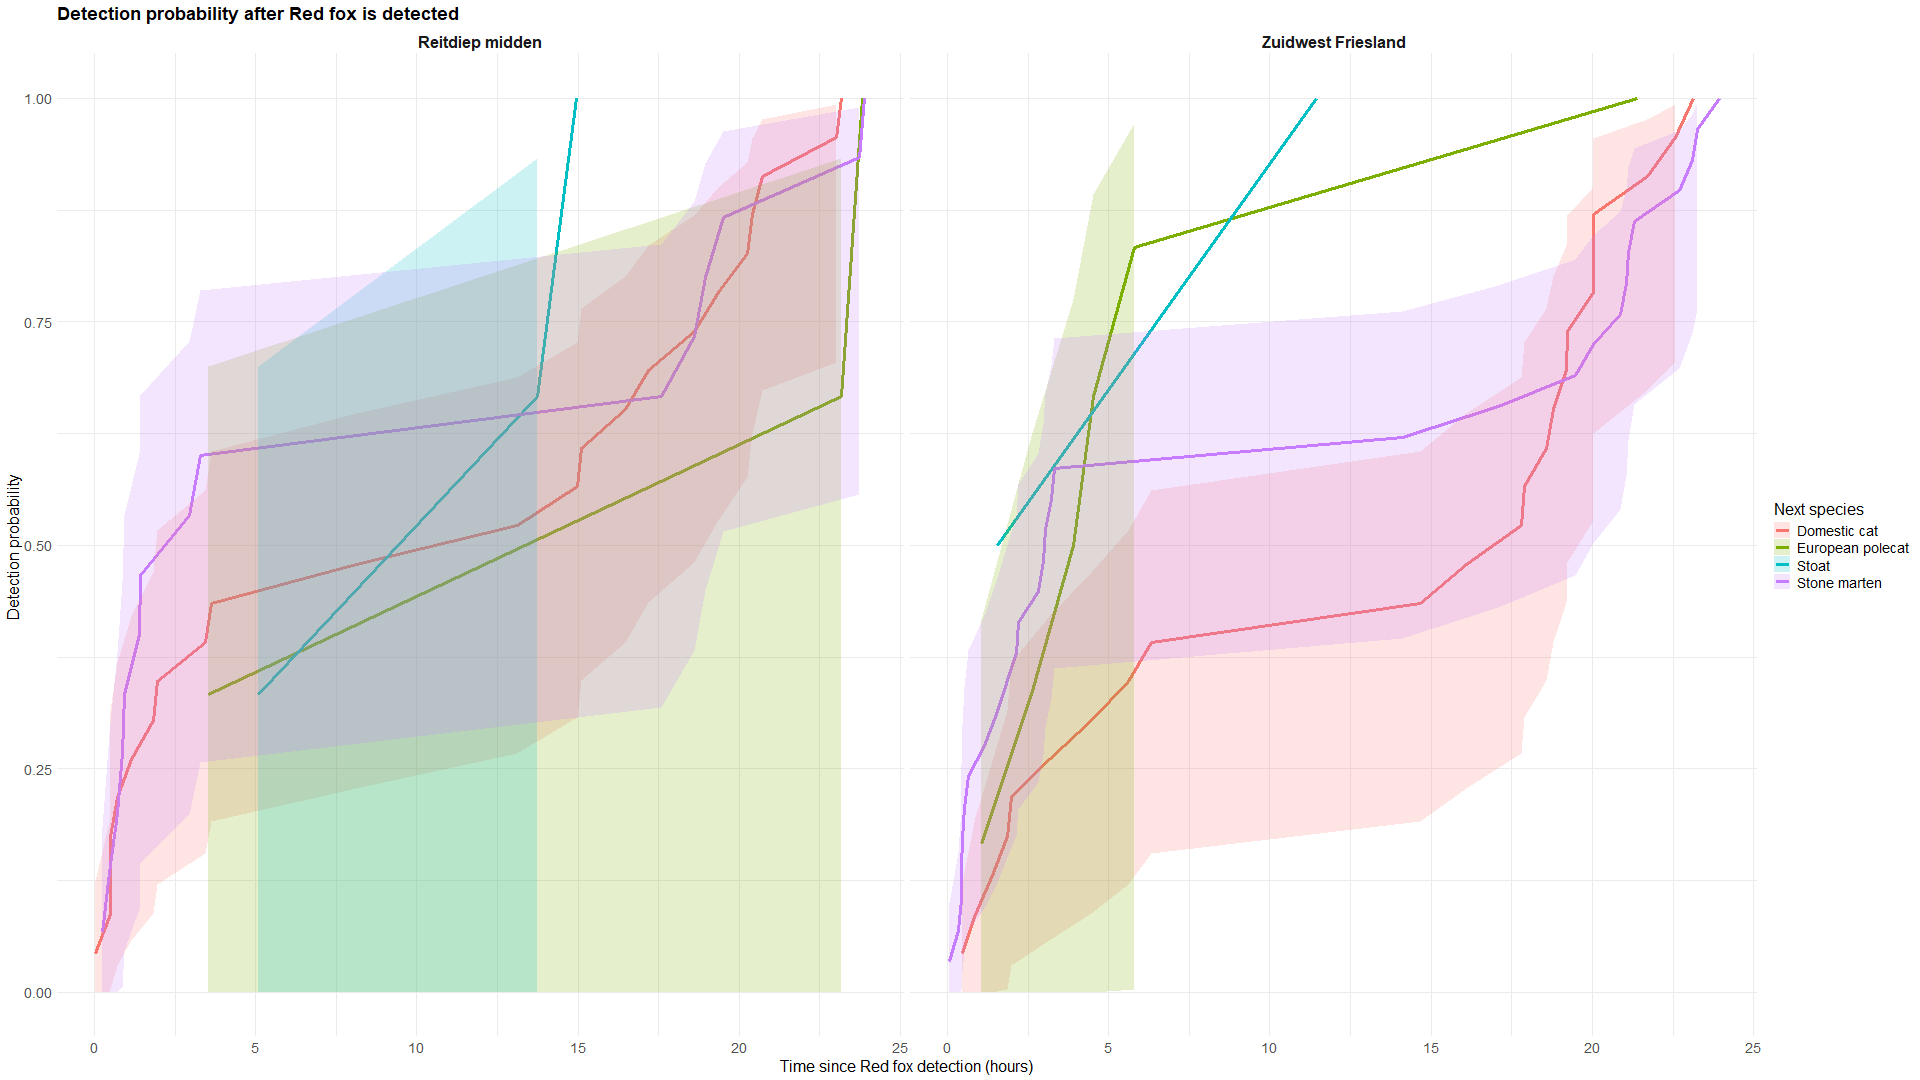 Detection probability after Red fox is detected
Reitdiep midden
Zuidwest Friesland
Detection probability
1.00
0.75
0.50
0.25
0.00
0 5 10 15 20 25
0 5 10 15 20 25
Time since Red fox detection (hours)
Next species
Domestic cat
European polecat
Stoat
Stone marten